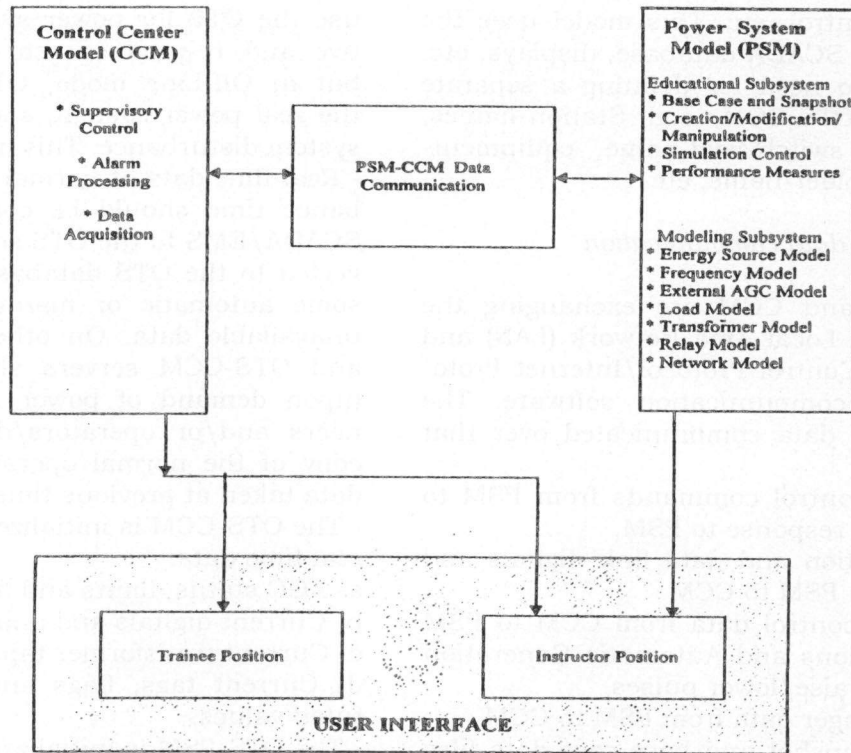 Control Center
Model (CCM)
* Supervisory
Control
* Alarm
Processing
* Data
Acquisition
PSM-CCM Data
Communication
Power System
Model (PSM)
Educational Subsystem
* Base Case and Snapshot
* Creation/Modification/
Manipulation
* Simulation Control
* Performance Measures
Modeling Subsystem
* Energy Source Model
* Frequency Model
* External AGC Model
* Load Model
* Transformer Model
* Relay Model
* Network Model
Trainee Position
Instructor Position
USER INTERFACE